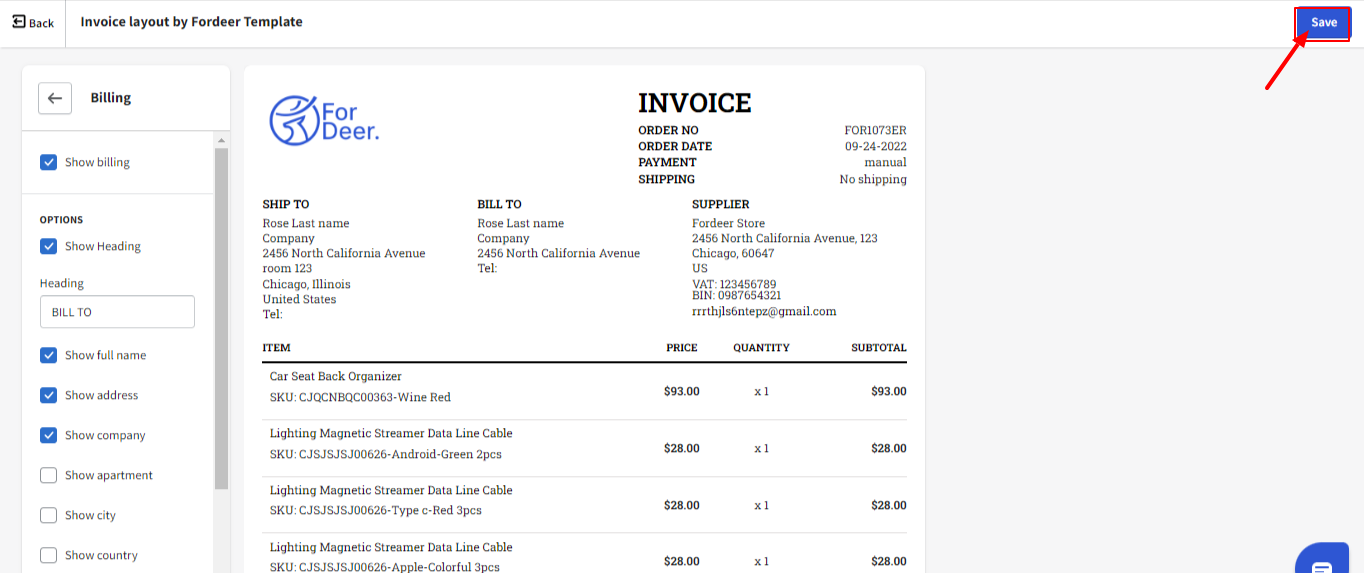 Back
Invoice layout by Fordeer Template
Save
Billing
Show billing
OPTIONS
Show Heading
Heading
BILL TO
Show full name
Show address
Show company
Show apartment
Show city
Show country
For
Deer.
INVOICE
ORDER NO FOR1073ER
ORDER DATE 09-24-2022
PAYMENT manual
SHIPPING No shipping
SHIP TO
Rose Last name
Company
2456 North California Avenue
room 123
Chicago, Illinois
United States
Tel:
BILL TO
Rose Last name
Company
2456 North California Avenue
Tel:
SUPPLIER
Fordeer Store
2456 North California Avenue, 123
Chicago, 60647
US
VAT: 123456789
BIN: 0987654321
rrrthjls6ntepz@gmail.com
ITEM PRICE QUANTITY SUBTOTAL
Car Seat Back Organizer
SKU: CJQCNBQC00363-Wine Red
$93.00 x 1 $93.00
Lighting Magnetic Streamer Data Line Cable
SKU: CJSJSJSJ00626-Android-Green 2pcs
$28.00 x 1 $28.00
Lighting Magnetic Streamer Data Line Cable
SKU: CJSJSJSJ00626-Type c-Red 3pcs
$28.00 x 1 $28.00
Lighting Magnetic Streamer Data Line Cable
SKU: CJSJSJSJ00626-Apple-Colorful 3pcs
$28.00 x 1 $28.00